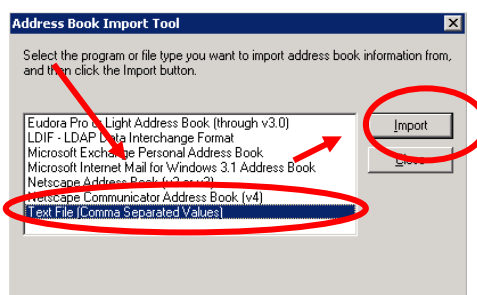 Address Book Import Tool
Select the program or file type you want to import address book information from,
and then click the Import button.
Eudora Pro or Light Address Book (through v3.0)
LDIF - LDAP Data Interchange Format
Microsoft Exchange Personal Address Book
Microsoft Internet Mail for Windows 3.1 Address Book
Netscape Address Book (v2 or v3)
Netscape Communicator Address Book (v4)
Text File (Comma Separated Values)
Import
Close